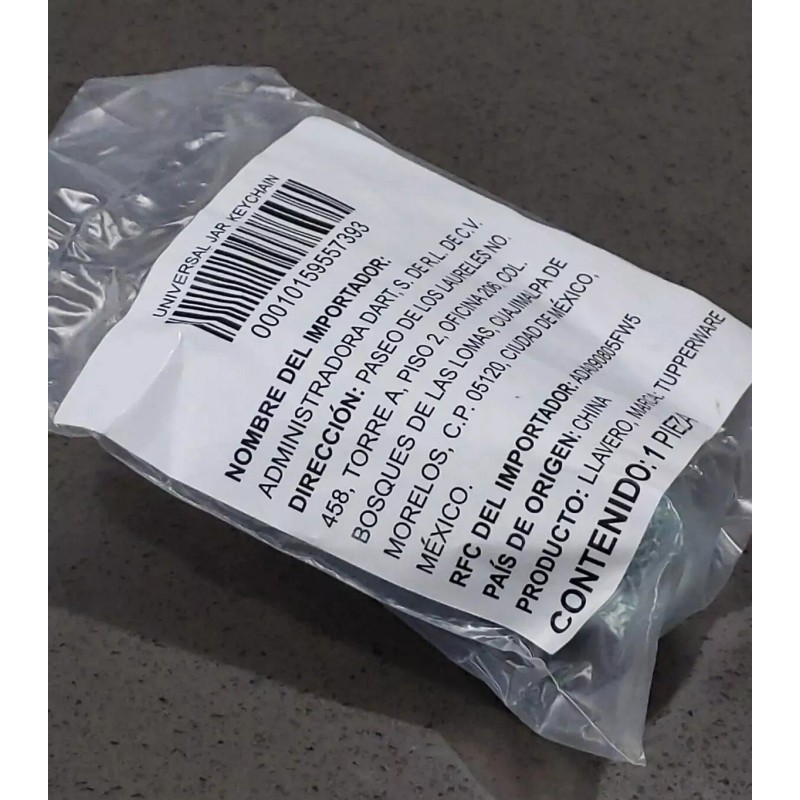 UNIVERSAL JAR KEYCHAIN
00010159557393
NOMBRE DEL IMPORTADOR:
ADMINISTRADORA DART, S. DE R.L. DE C.V.
DIRECCIÓN: PASEO DE LOS LAURELES NO.
458, TORRE A, PISO 2, OFICINA 206, COL.
BOSQUES DE LAS LOMAS, CUAJIMALPA DE
MORELOS, C.P. 05120, CIUDAD DE MÉXICO,
MÉXICO.
RFC DEL IMPORTADOR: ADA090805FW5
PAÍS DE ORIGEN: CHINA
PRODUCTO: LLAVERO, MARCA: TUPPERWARE
CONTENIDO: 1 PIEZA